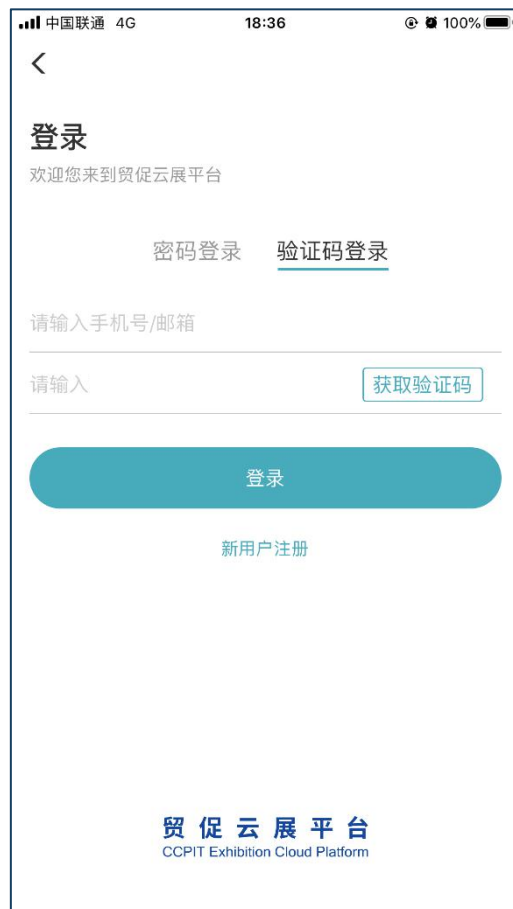 中国联通 4G 18:36 100%
登录
欢迎您来到贸促云展平台
密码登录 验证码登录
请输入手机号/邮箱
请输入 获取验证码
登录
新用户注册
贸促云展平台
CCPIT Exhibition Cloud Platform